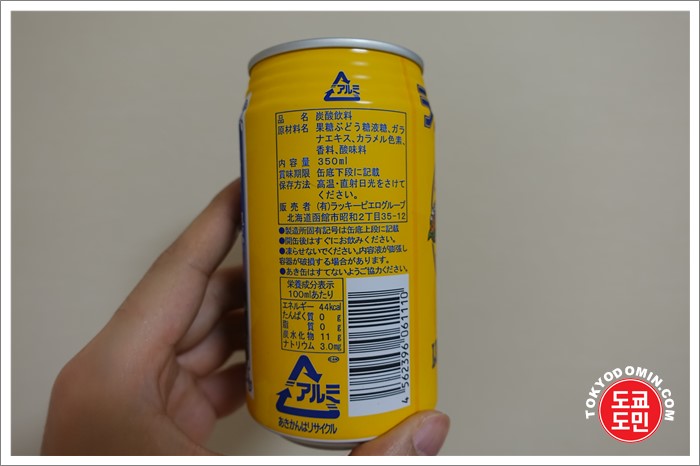 アルミ
品名 炭酸飲料
原材料名 果糖ぶどう糖液糖、ガラ
ナエキス、カラメル色素、
香料、酸味料
内容量 350ml
賞味期限 缶底下段に記載
保存方法 高温・直射日光をさけて
ください。
販売者 (有)ラッキーピエログループ
北海道函館市昭和2丁目35-12
●製造所固有記号は缶底上段に記載
●開缶後はすぐにお飲みください。
●凍らせないでください。内容液が膨張し
容器が破損する場合があります。
●あき缶はすてないようご協力ください。
栄養成分表示
100mlあたり
エネルギー 44kcal
たんぱく質 0 g
脂質 0 g
炭水化物 11 g
ナトリウム 3.0mg
アルミ
あきかんはリサイクル
4 562396 061110
TOKYODOMIN.COM
도쿄
도민